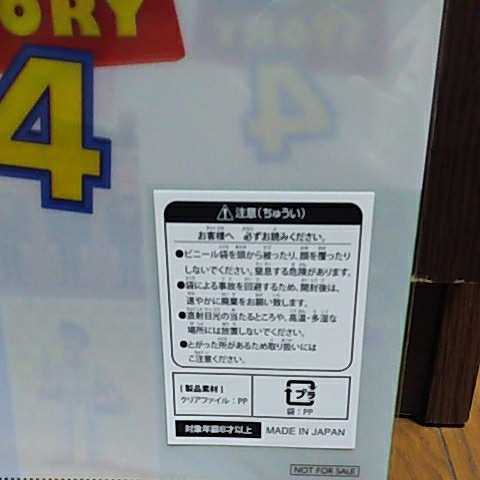 ORY
4
⚠注意(ちゅうい)
お客様へ 必ずお読みください。
●ビニール袋を頭から被ったり、顔を覆ったり
しないでください。窒息する危険があります。
●袋による事故を回避するため、開封後は、
速やかに廃棄をお願い致します。
●直射日光の当たるところや、高温・多湿な
場所には放置しないでください。
●とがった所があるため取り扱いには
ご注意ください。
[製品素材]
クリアファイル:PP
プラ
袋:PP
対象年齢6才以上 MADE IN JAPAN
NOT FOR SALE